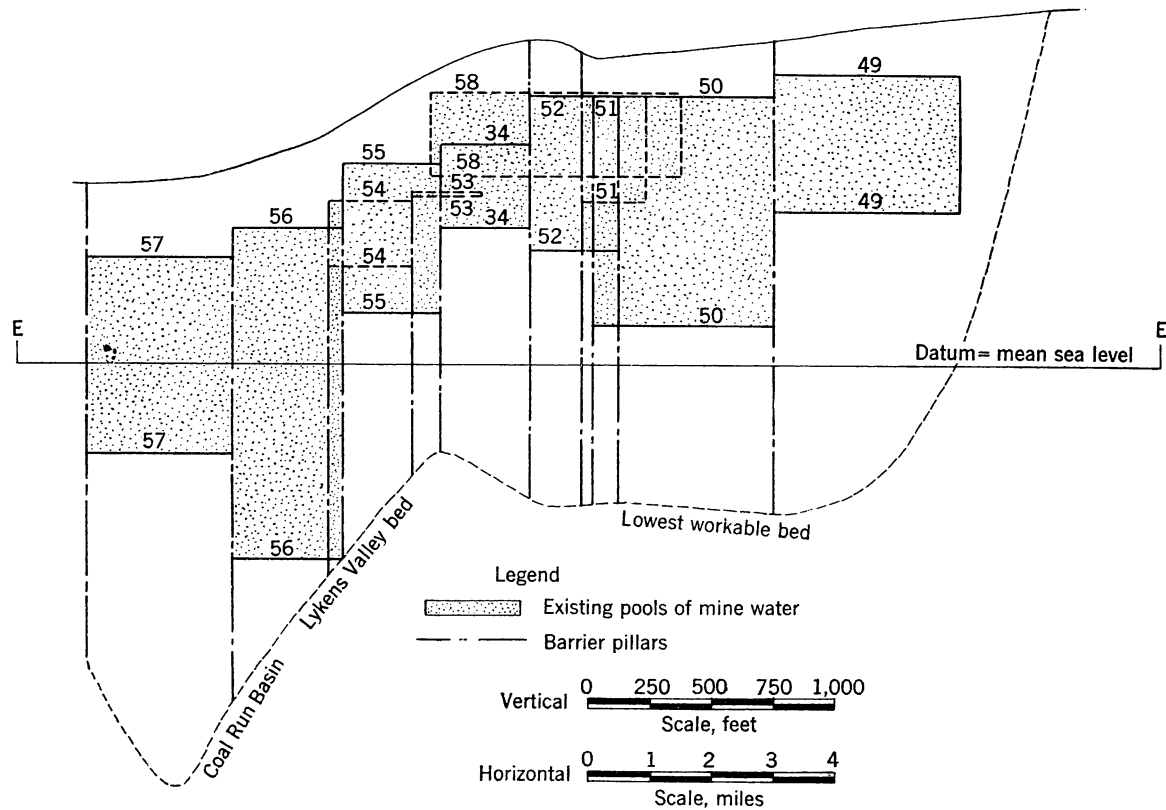 49
50
58
52
51
34
55
58
53
54
51
53
56
34
49
52
57
54
55
50
E
E
Datum= mean sea level
57
56
Lowest workable bed
Lykens Valley bed
Coal Run Basin
Legend
Existing pools of mine water
Barrier pillars
0 250 500 750 1,000
Vertical
Scale, feet
0 1 2 3 4
Horizontal
Scale, miles